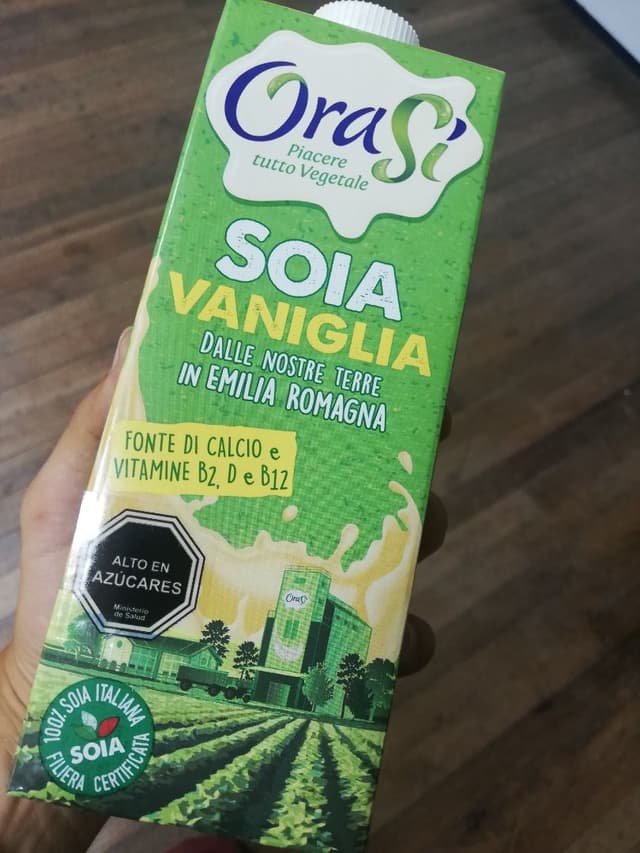 OraSì
Piacere
tutto Vegetale
SOIA
VANIGLIA
DALLE NOSTRE TERRE
IN EMILIA ROMAGNA
FONTE DI CALCIO e
VITAMINE B2, D e B12
ALTO EN
AZÚCARES
Ministerio
de Salud
OraSì
100% SOIA ITALIANA
SOIA
FILIERA CERTIFICATA